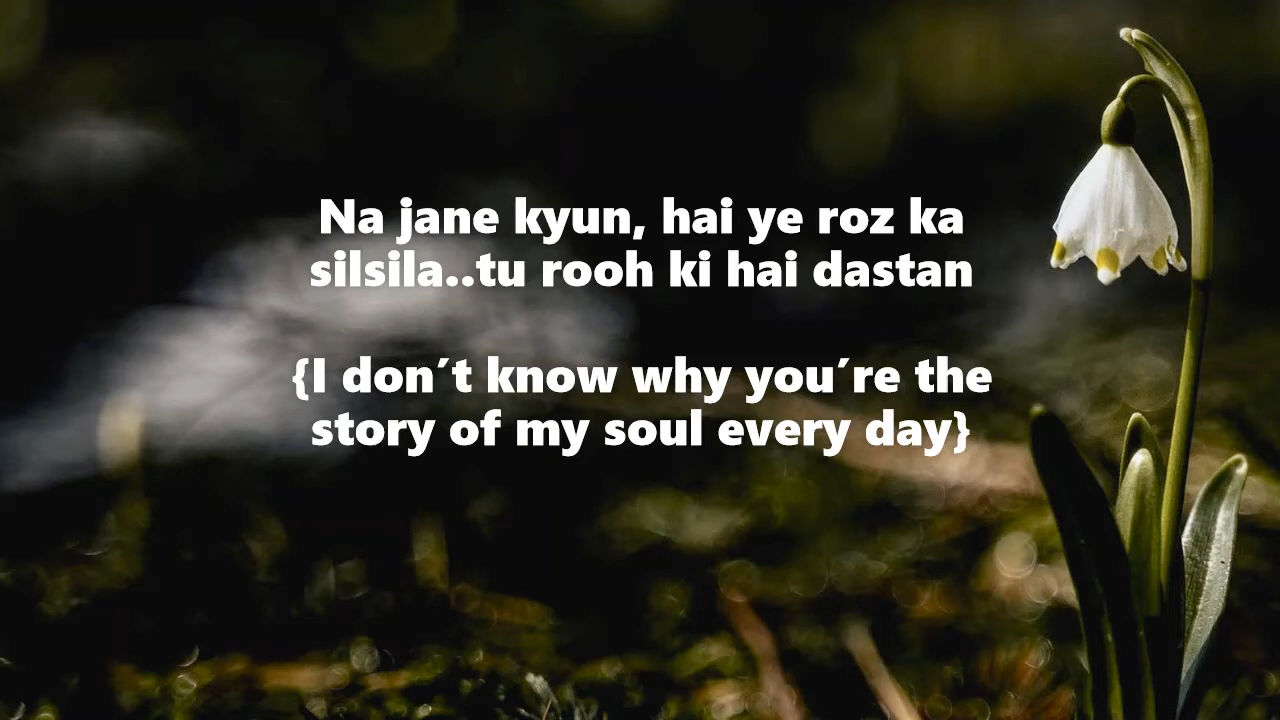 Na jane kyun, hai ye roz ka
silsila..tu rooh ki hai dastan
{I don´t know why you´re the
story of my soul every day}